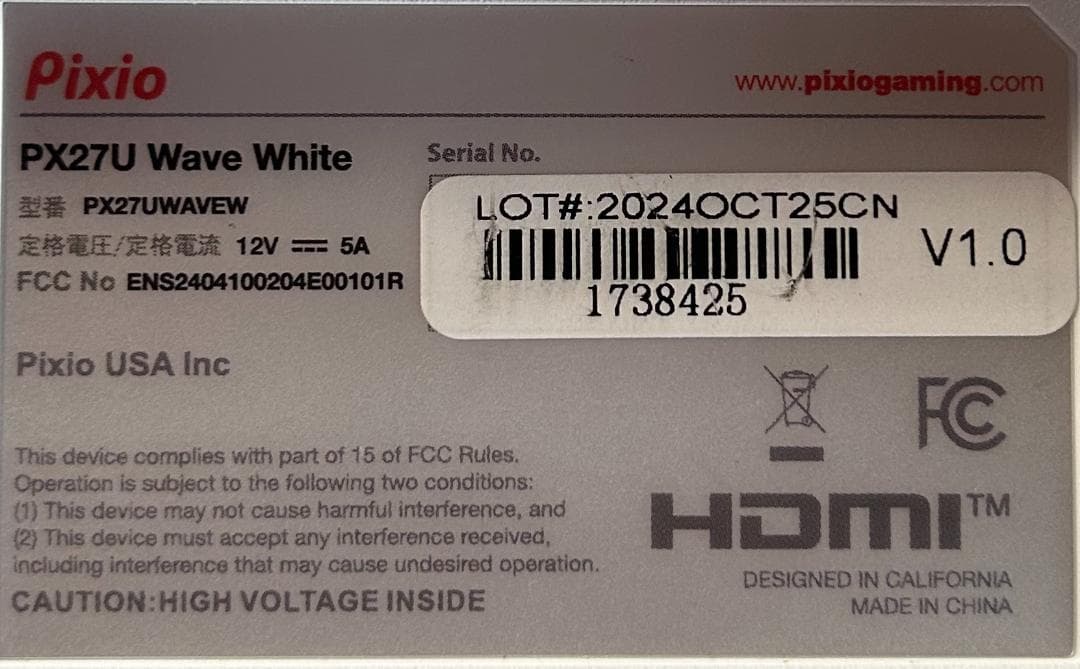 Pixio
www.pixiogaming.com
PX27U Wave White
Serial No.
型番 PX27UWAVEW
定格電圧/定格電流 12V 5A
FCC No ENS2404100204E00101R
LOT#:2024OCT25CN
V1.0
1738425
Pixio USA Inc
FC
This device complies with part of 15 of FCC Rules.
Operation is subject to the following two conditions:
(1) This device may not cause harmful interference, and
(2) This device must accept any interference received,
including interference that may cause undesired operation.
CAUTION:HIGH VOLTAGE INSIDE
HDMI™
DESIGNED IN CALIFORNIA
MADE IN CHINA